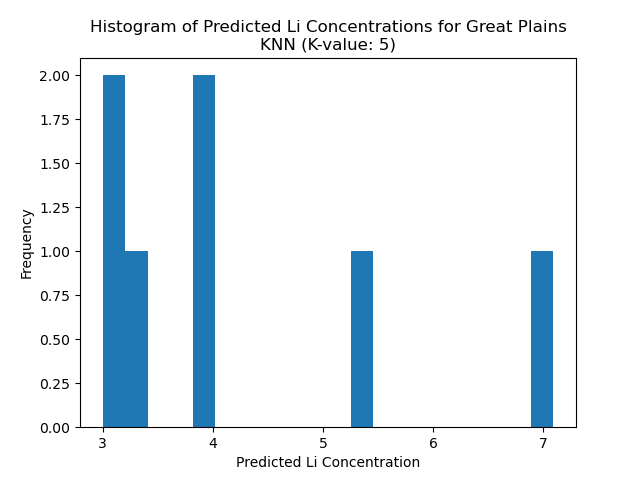 Histogram of Predicted Li Concentrations for Great Plains
KNN (K-value: 5)
2.00
1.75
1.50
1.25
1.00
0.75
0.50
0.25
0.00
Frequency
3 4 5 6 7
Predicted Li Concentration